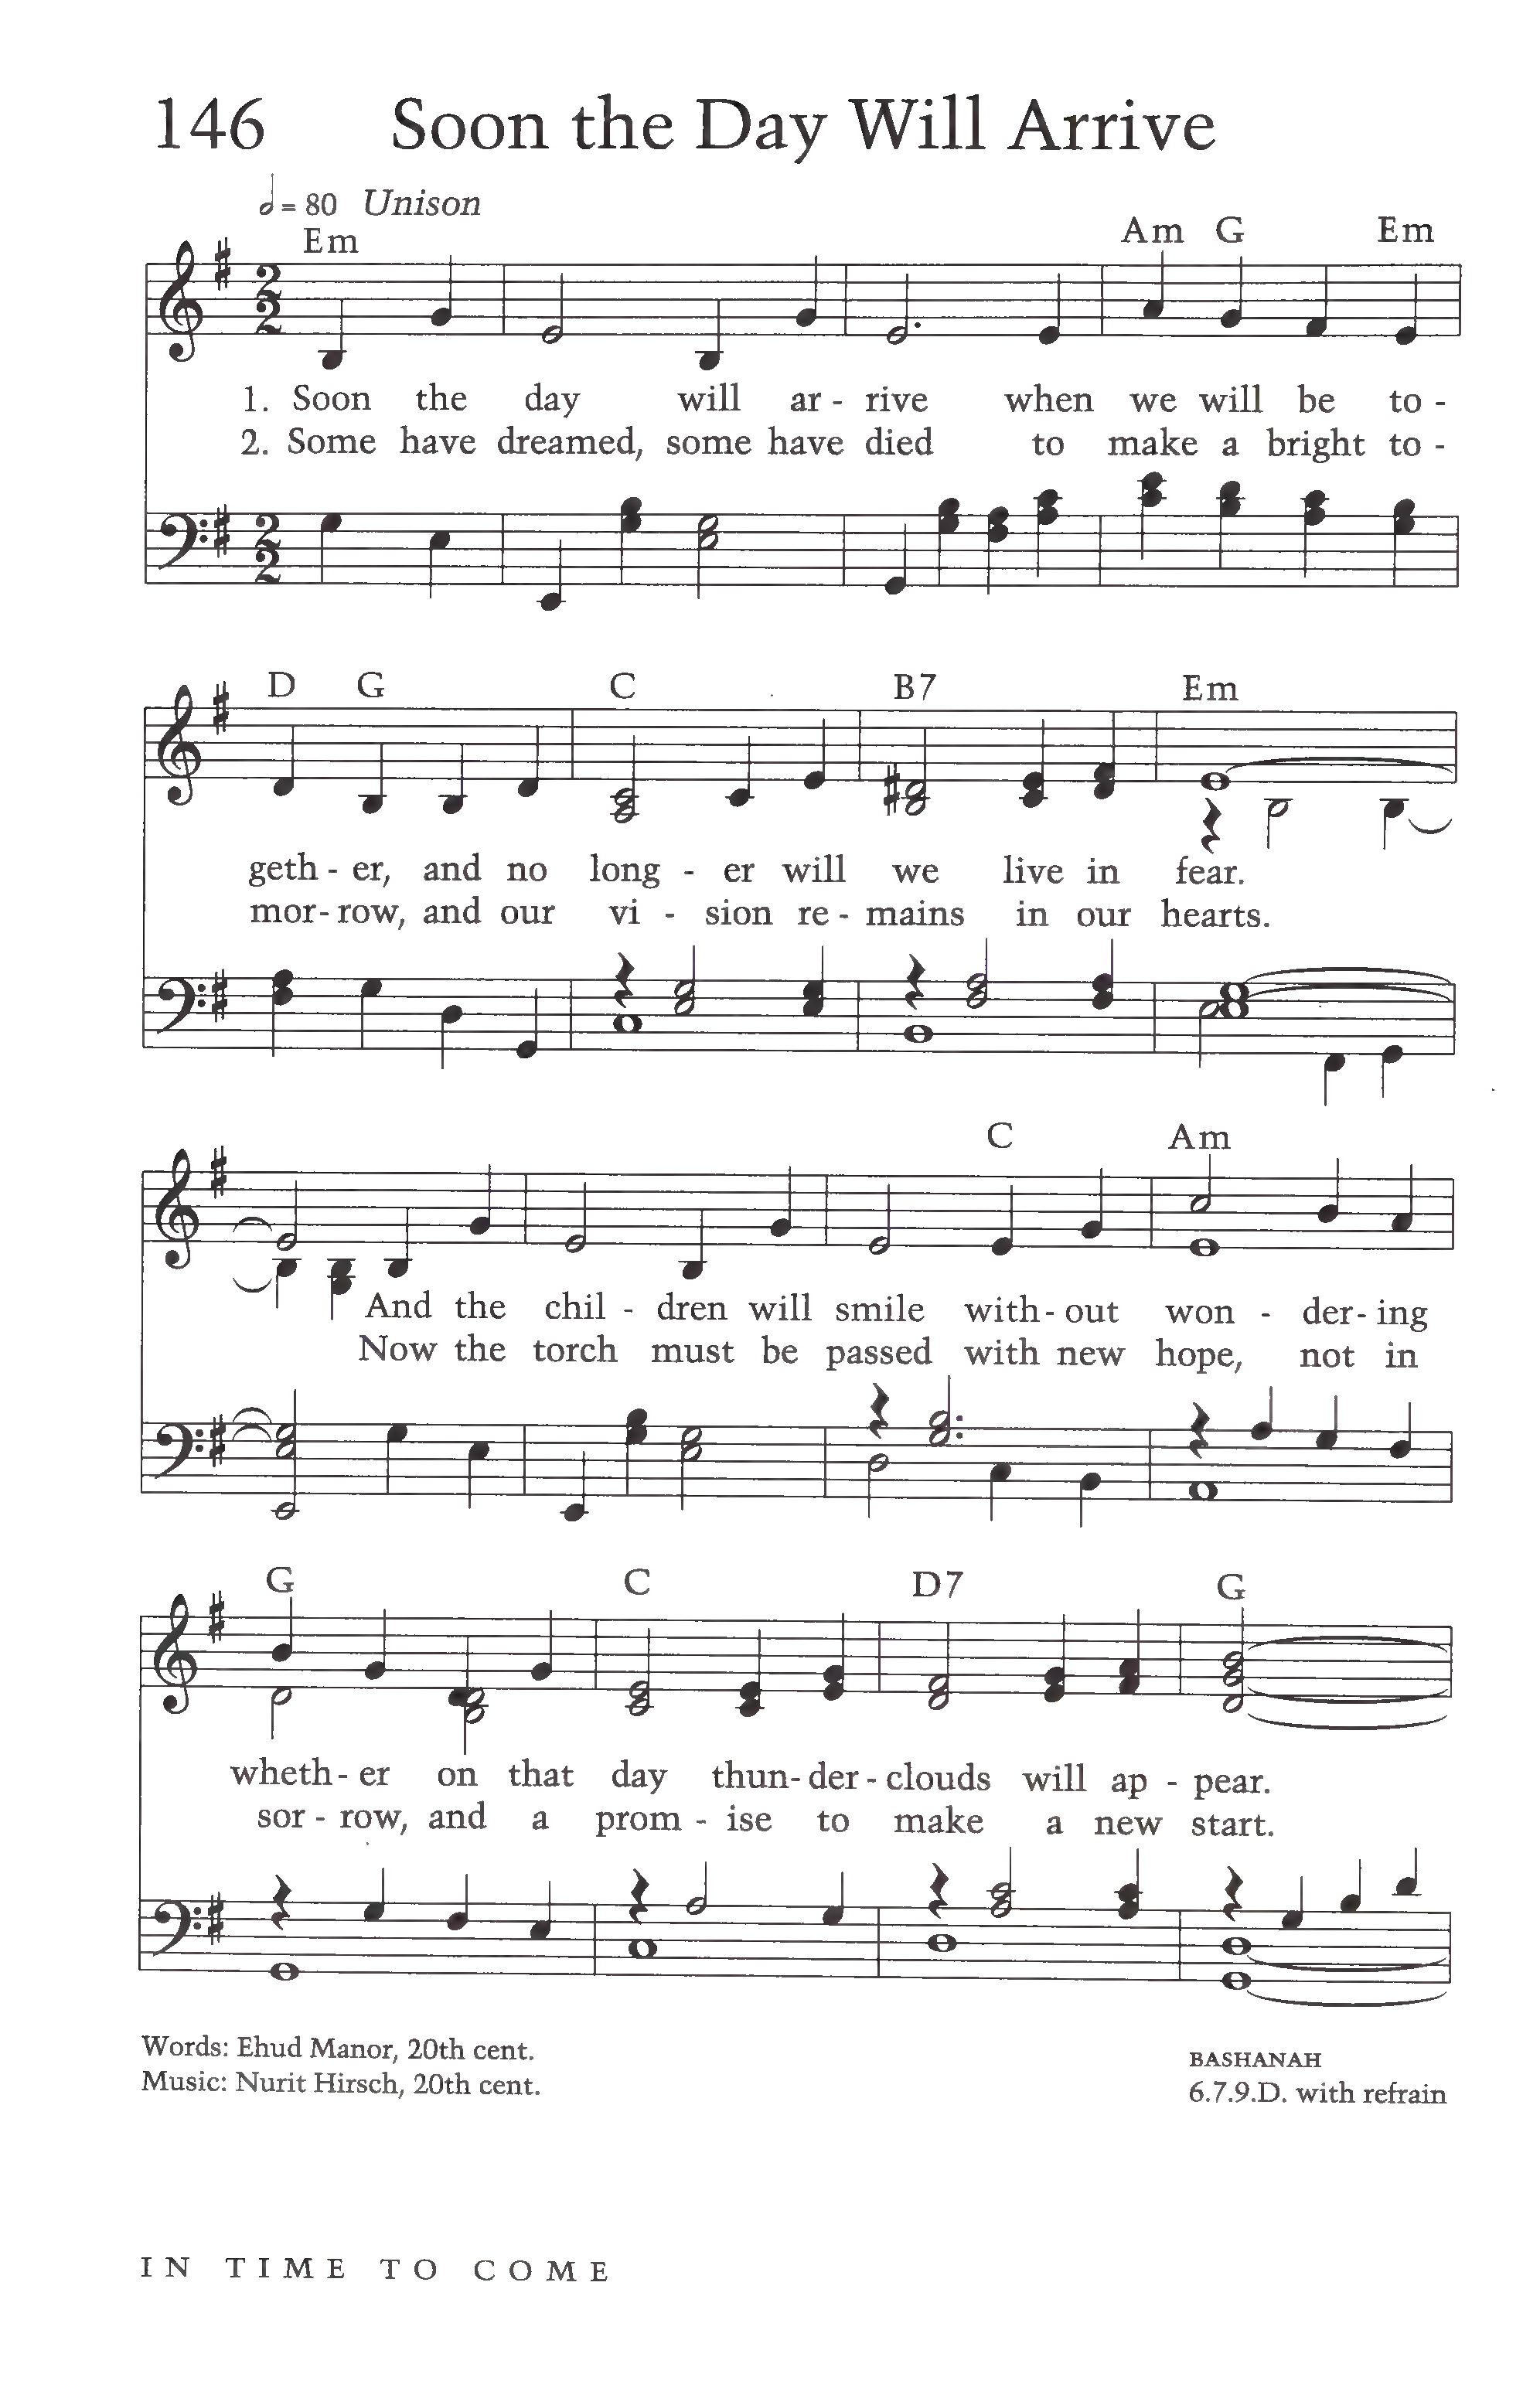 146 Soon the Day Will Arrive
= 80 Unison
Em Am G Em
1. Soon the day will ar - rive when we will be to -
2. Some have dreamed, some have died to make a bright to -
D G C B7 Em
geth - er, and no long - er will we live in fear.
mor - row, and our vi - sion re - mains in our hearts.
C Am
And the chil - dren will smile with - out won - der - ing
Now the torch must be passed with new hope, not in
G C D7 G
wheth - er on that day thun - der - clouds will ap - pear.
sor - row, and a prom - ise to make a new start.
Words: Ehud Manor, 20th cent.
Music: Nurit Hirsch, 20th cent.
BASHANAH
6.7.9.D. with refrain
IN TIME TO COME